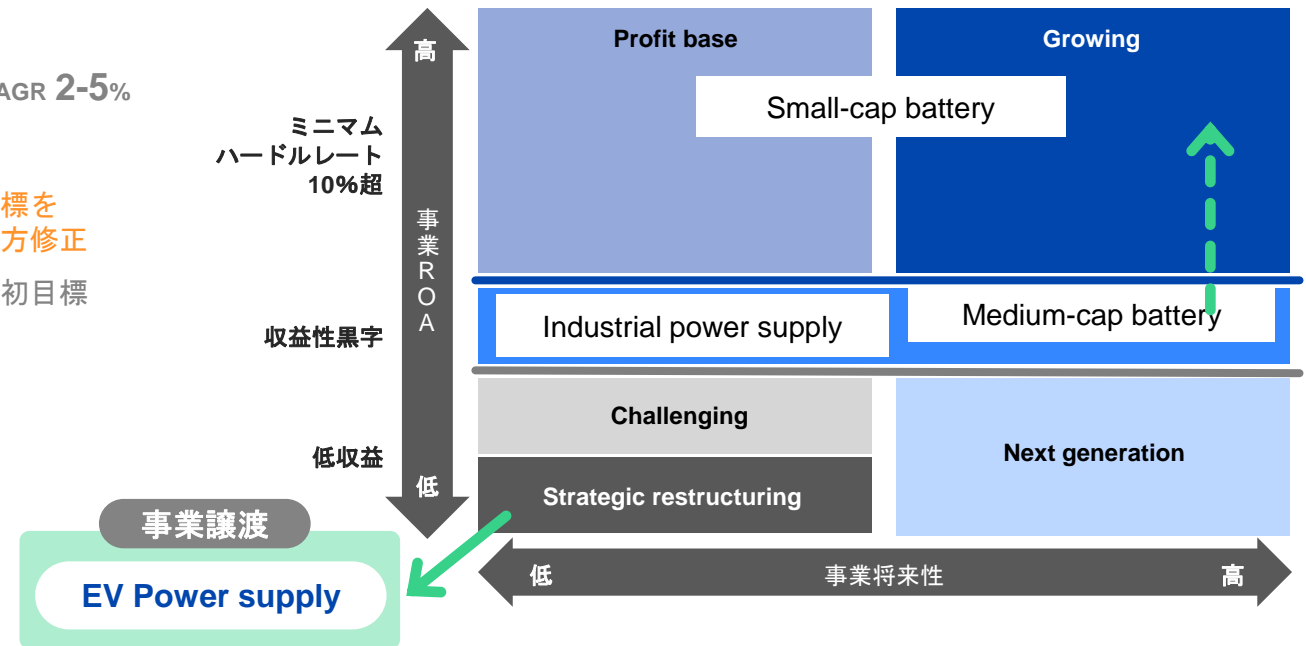 AGR 2-5%
標を
方修正
初目標
ミニマム
ハードルレート
10%超
収益性黒字
低収益
高
事業ROA
低
Profit base
Growing
Small-cap battery
Industrial power supply
Medium-cap battery
Challenging
Next generation
Strategic restructuring
事業譲渡
EV Power supply
低
事業将来性
高